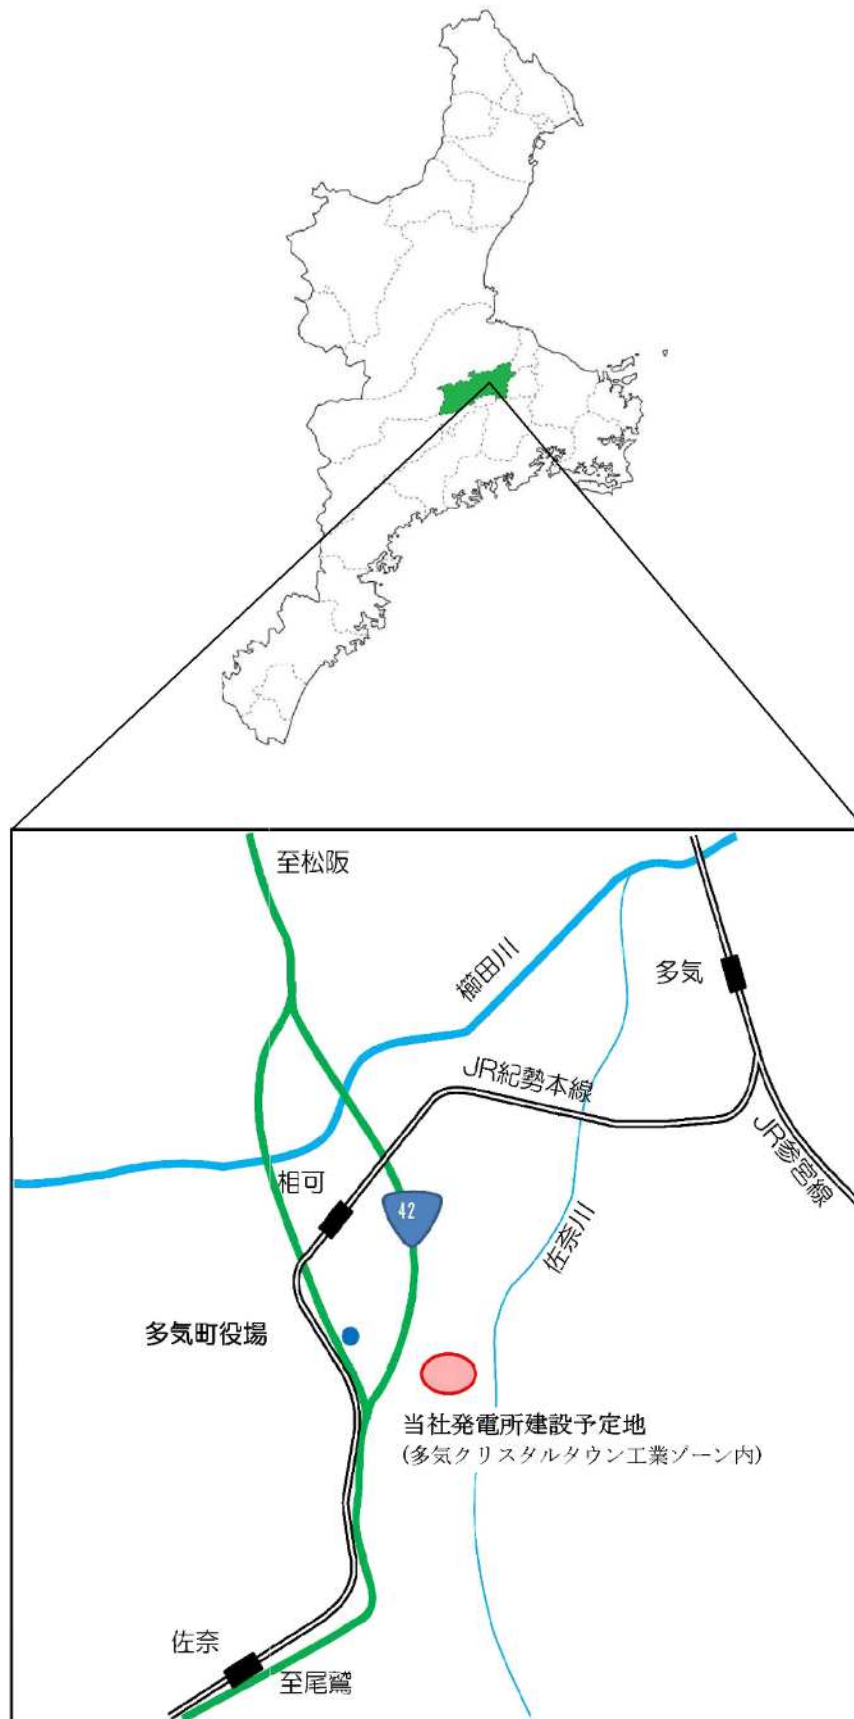 至松阪
櫛田川
多気
JR紀勢本線
JR参宮線
相可
42
佐奈川
多気町役場
当社発電所建設予定地
(多気クリスタルタウン工業ゾーン内)
佐奈
至尾鷲